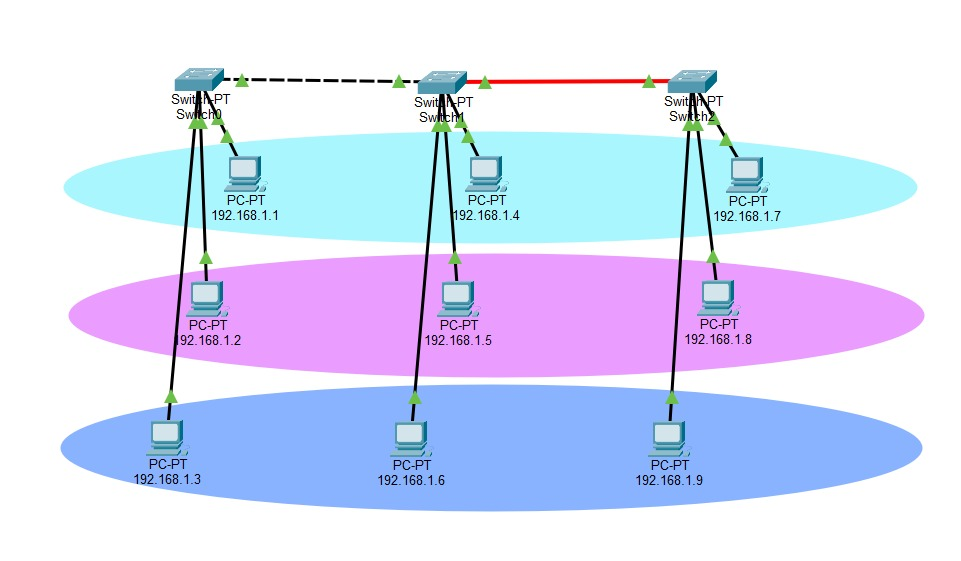 Switch-PT
Switch0
Switch-PT
Switch1
Switch-PT
Switch2
PC-PT
192.168.1.1
PC-PT
192.168.1.4
PC-PT
192.168.1.7
PC-PT
192.168.1.2
PC-PT
192.168.1.5
PC-PT
192.168.1.8
PC-PT
192.168.1.3
PC-PT
192.168.1.6
PC-PT
192.168.1.9